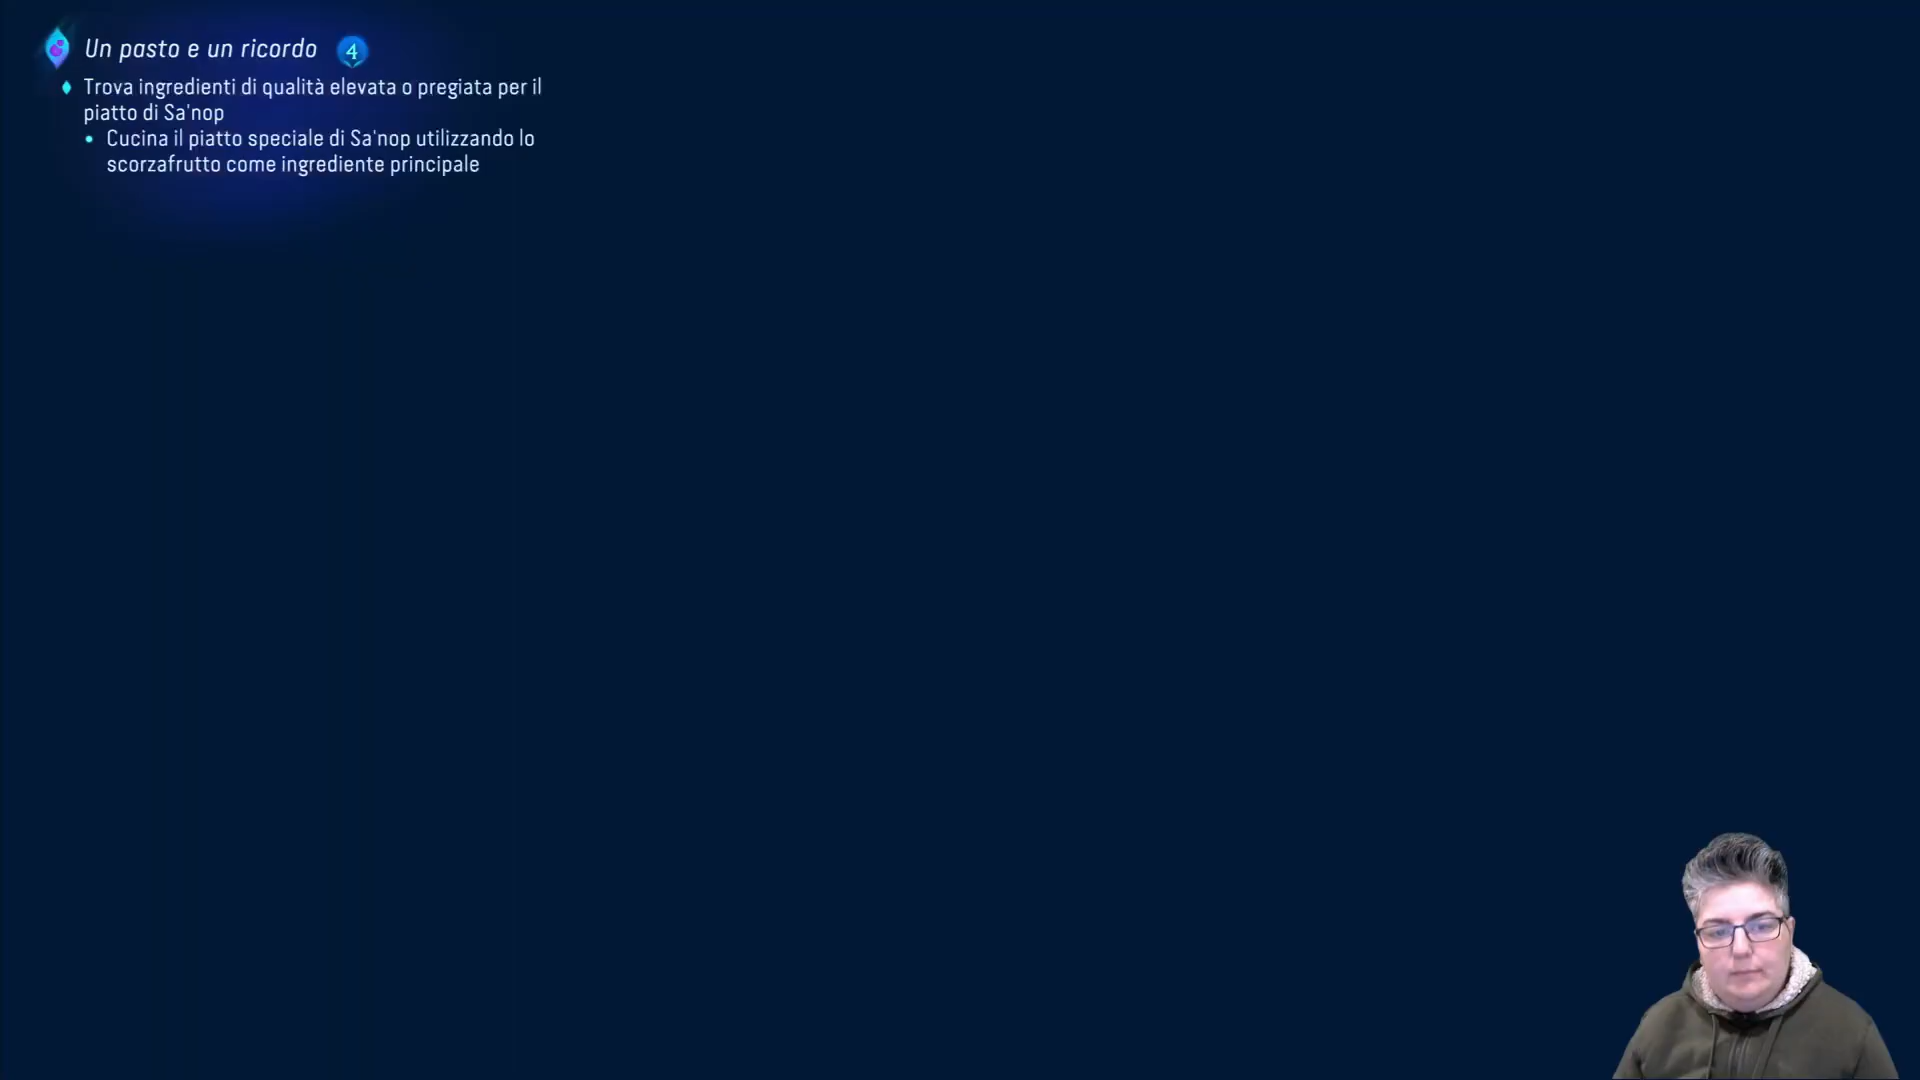 Un pasto e un ricordo 4
Trova ingredienti di qualità elevata o pregiata per il
piatto di Sa'nop
Cucina il piatto speciale di Sa'nop utilizzando lo
scorzafrutto come ingrediente principale